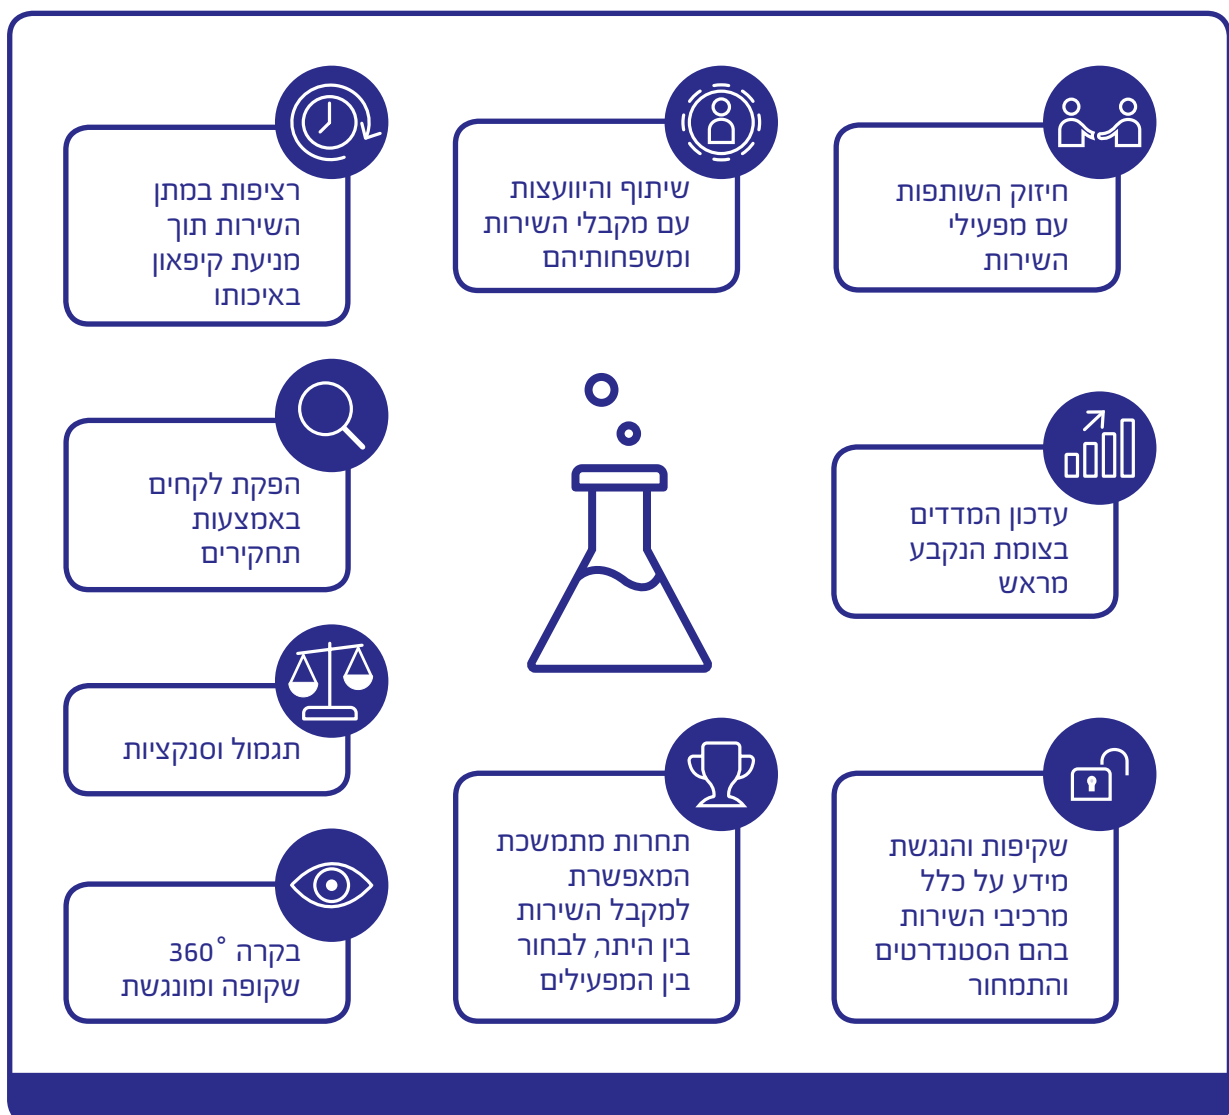 חיזוק השותפות
עם מפעילי
השירות
שיתוף והיוועצות
עם מקבלי השירות
ומשפחותיהם
רציפות במתן
השירות תוך
מניעת קיפאון
באיכותו
עדכון המדדים
בצומת הנקבע
מראש
הפקת לקחים
באמצעות
תחקירים
תגמול וסנקציות
שקיפות והנגשת
מידע על כלל
מרכיבי השירות
בהם הסטנדרטים
והתמחור
תחרות מתמשכת
המאפשרת
למקבל השירות
בין היתר, לבחור
בין המפעילים
בקרה 360°
שקופה ומונגשת